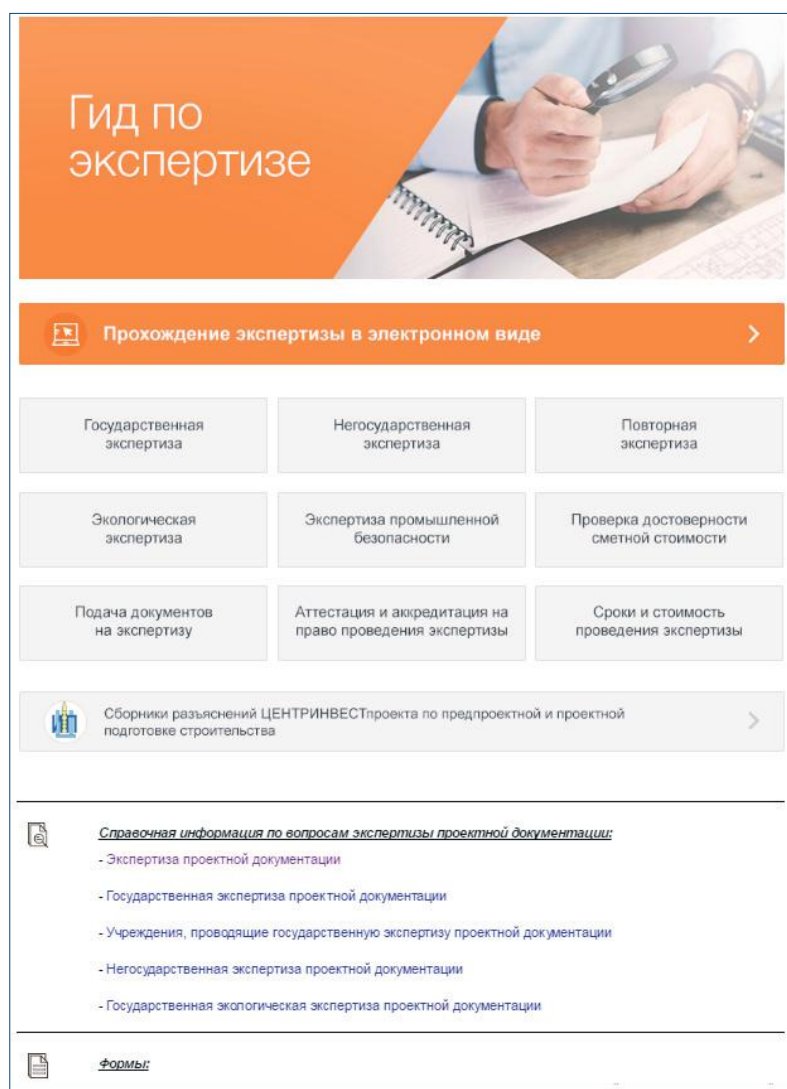 Гид по
экспертизе
Прохождение экспертизы в электронном виде
Государственная
экспертиза
Негосударственная
экспертиза
Повторная
экспертиза
Экологическая
экспертиза
Экспертиза промышленной
безопасности
Проверка достоверности
сметной стоимости
Подача документов
на экспертизу
Аттестация и аккредитация на
право проведения экспертизы
Сроки и стоимость
проведения экспертизы
Сборники разъяснений ЦЕНТРИНВЕСТпроекта по предпроектной и проектной
подготовке строительства
Справочная информация по вопросам экспертизы проектной документации:
- Экспертиза проектной документации
- Государственная экспертиза проектной документации
- Учреждения, проводящие государственную экспертизу проектной документации
- Негосударственная экспертиза проектной документации
- Государственная экологическая экспертиза проектной документации
Формы: